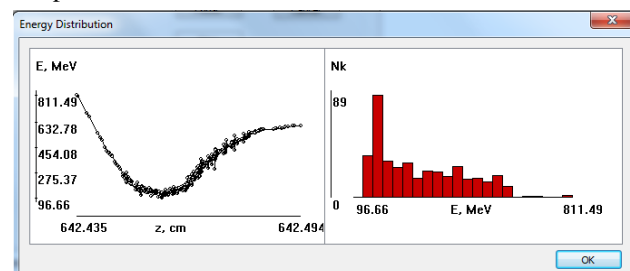 Energy Distribution
E, MeV
811.49
632.78
454.08
275.37
96.66
642.435 z, cm 642.494
Nk
89
0
96.66 E, MeV 811.49
OK